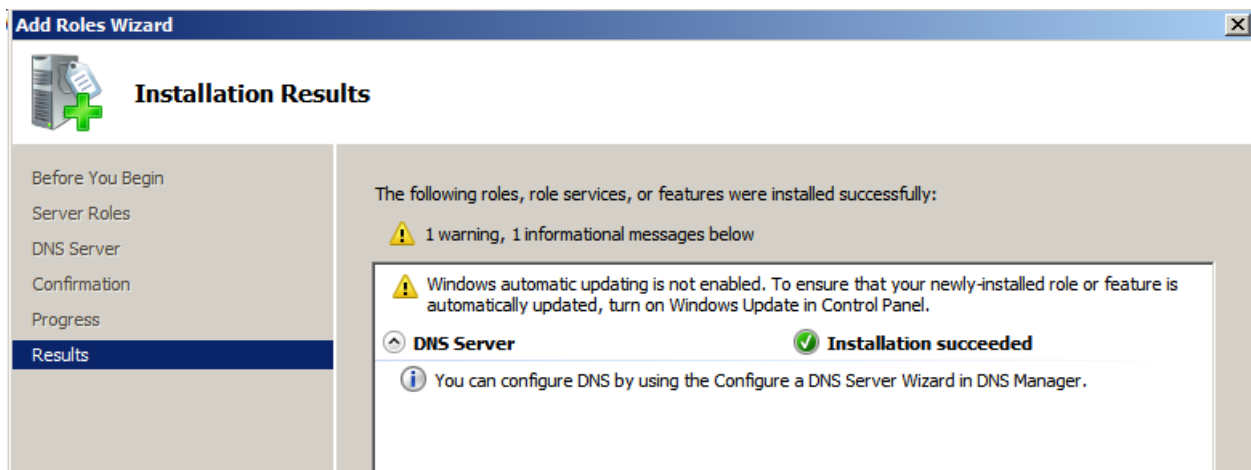 Add Roles Wizard
Installation Results
Before You Begin
Server Roles
DNS Server
Confirmation
Progress
Results
The following roles, role services, or features were installed successfully:
1 warning, 1 informational messages below
Windows automatic updating is not enabled. To ensure that your newly-installed role or feature is
automatically updated, turn on Windows Update in Control Panel.
DNS Server Installation succeeded
You can configure DNS by using the Configure a DNS Server Wizard in DNS Manager.